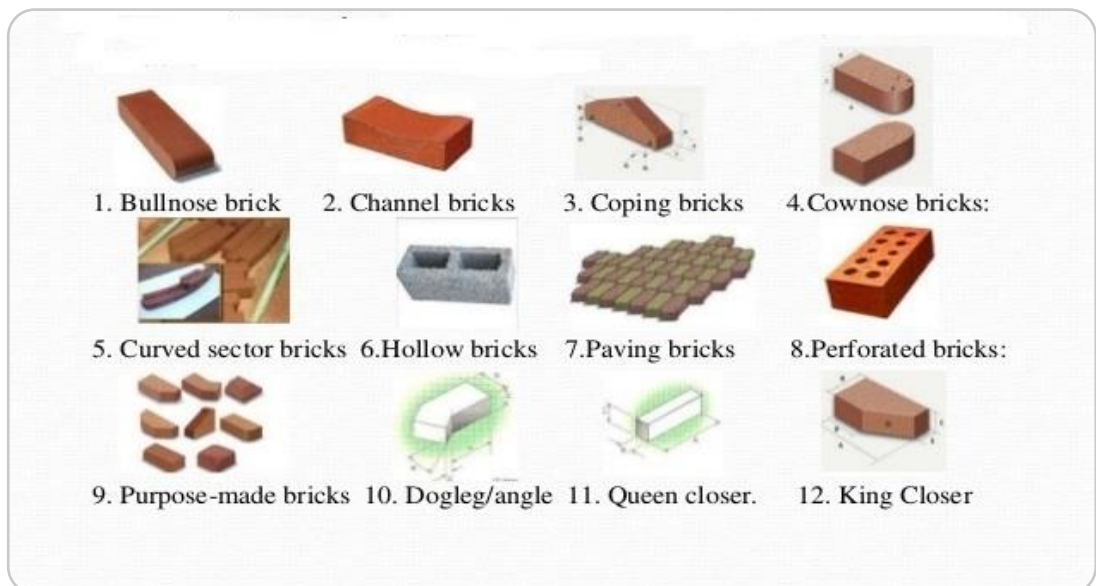 1. Bullnose brick 2. Channel bricks 3. Coping bricks 4.Cownose bricks:
5. Curved sector bricks 6.Hollow bricks 7.Paving bricks 8.Perforated bricks:
9. Purpose-made bricks 10. Dogleg/angle 11. Queen closer. 12. King Closer